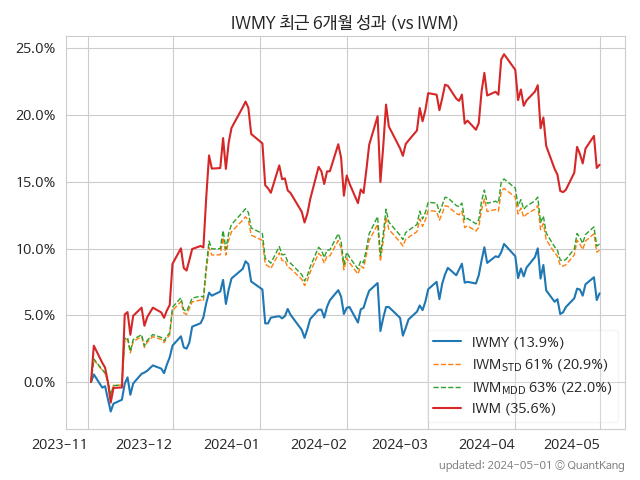 IWMY 최근 6개월 성과 (vs IWM)
25.0%
20.0%
15.0%
10.0%
5.0%
0.0%
IWMY (13.9%)
IWM_STD 61% (20.9%)
IWM_MDD 63% (22.0%)
IWM (35.6%)
2023−11 2023−12 2024−01 2024−02 2024−03 2024−04 2024−05
updated: 2024-05-01 © QuantKang